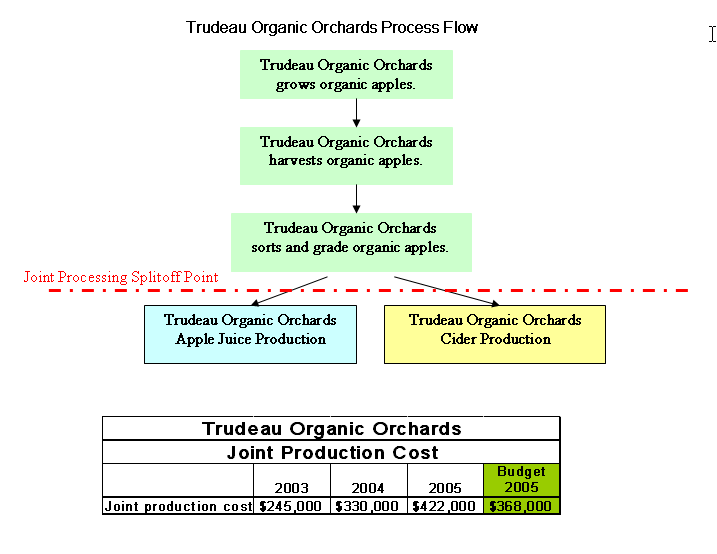 Trudeau Organic Orchards Process Flow
Trudeau Organic Orchards
grows organic apples.
Trudeau Organic Orchards
harvests organic apples.
Trudeau Organic Orchards
sorts and grade organic apples.
Joint Processing Splitoff Point
Trudeau Organic Orchards
Apple Juice Production
Trudeau Organic Orchards
Cider Production
Trudeau Organic Orchards
Joint Production Cost
Budget
2003 2004 2005 2005
Joint production cost $245,000 $330,000 $422,000 $368,000